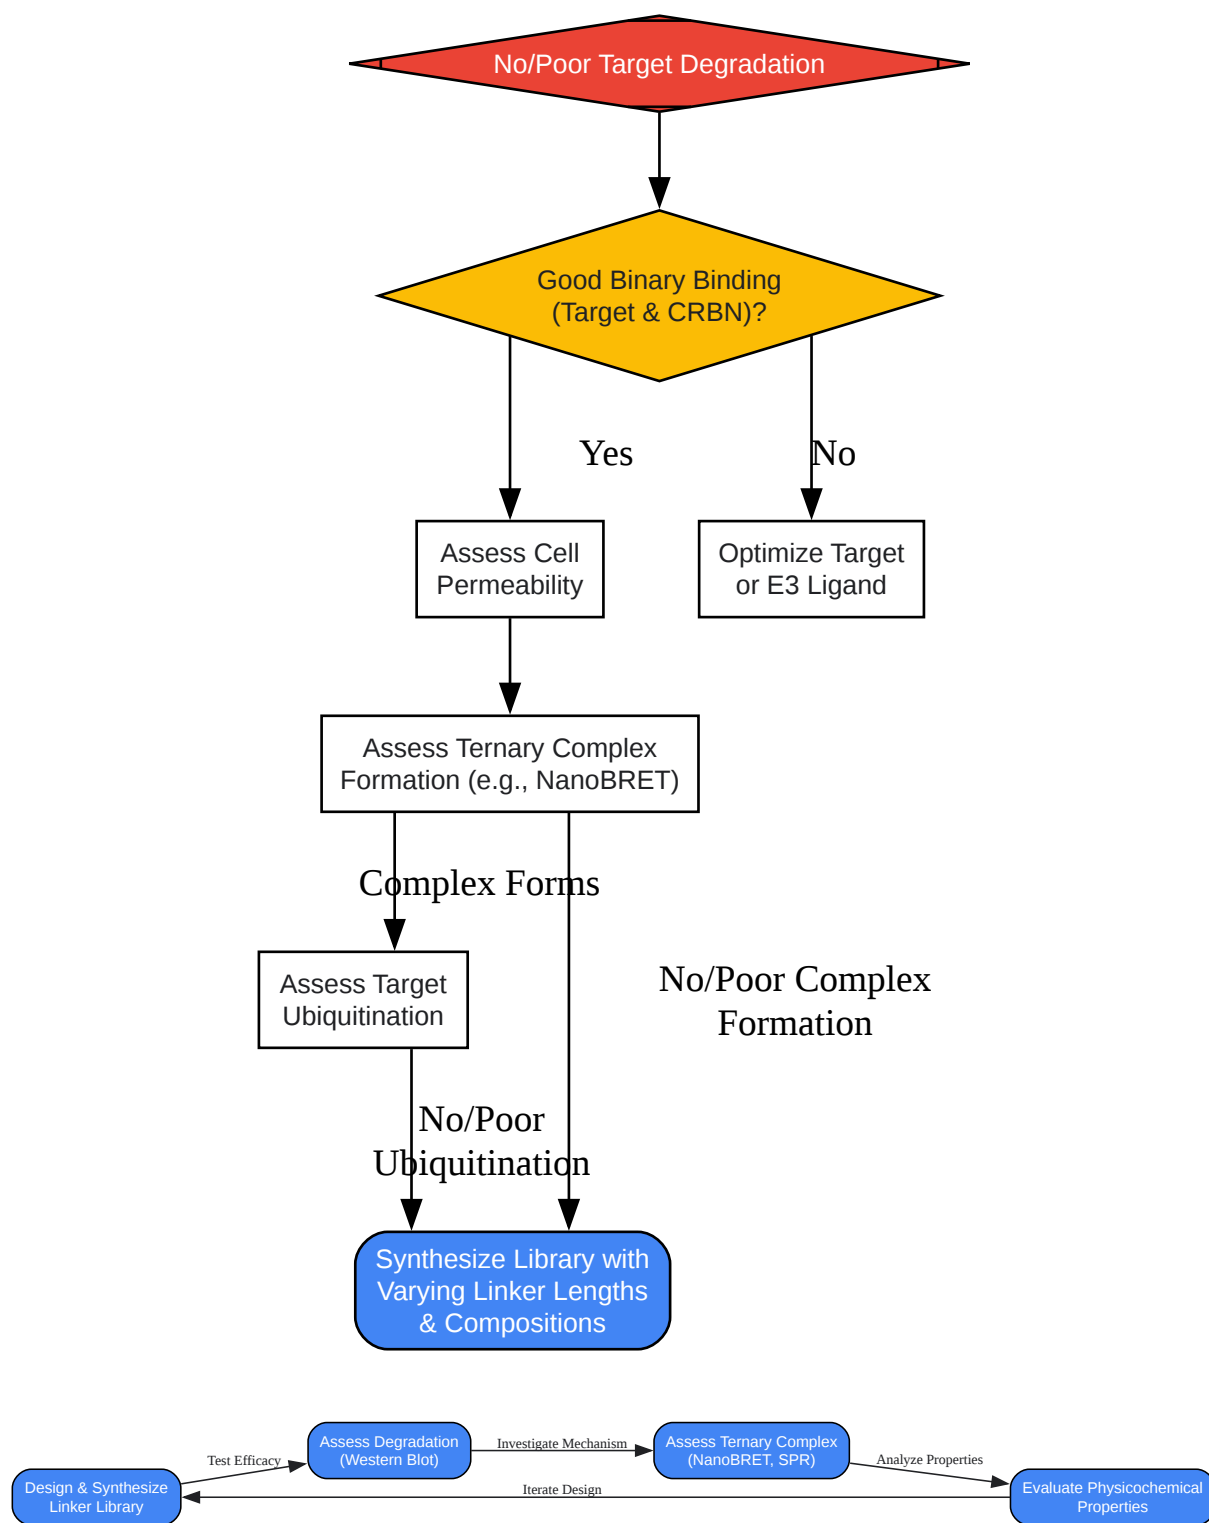 No/Poor Target Degradation
Good Binary Binding
(Target & CRBN)?
Yes
No
Assess Cell
Permeability
Optimize Target
or E3 Ligand
Assess Ternary Complex
Formation (e.g., NanoBRET)
Complex Forms
Assess Target
Ubiquitination
No/Poor Complex
Formation
No/Poor
Ubiquitination
Synthesize Library with
Varying Linker Lengths
& Compositions
Design & Synthesize
Linker Library
Test Efficacy
Assess Degradation
(Western Blot)
Investigate Mechanism
Assess Ternary Complex
(NanoBRET, SPR)
Analyze Properties
Evaluate Physicochemical
Properties
Iterate Design